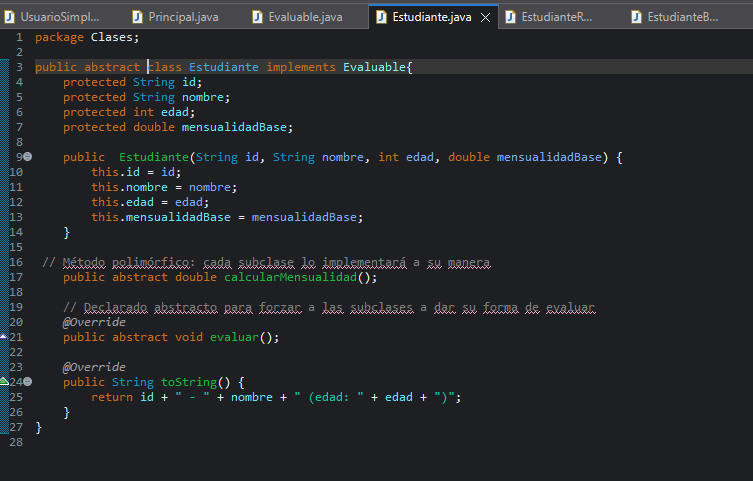 UsuarioSimpl... Principal.java Evaluable.java Estudiante.java EstudianteR... EstudianteB...
1 package Clases;
2
3 public abstract class Estudiante implements Evaluable{
4     protected String id;
5     protected String nombre;
6     protected int edad;
7     protected double mensualidadBase;
8
9     public  Estudiante(String id, String nombre, int edad, double mensualidadBase) {
10         this.id = id;
11         this.nombre = nombre;
12         this.edad = edad;
13         this.mensualidadBase = mensualidadBase;
14     }
15
16  // Método polimórfico: cada subclase lo implementará a su manera
17     public abstract double calcularMensualidad();
18
19     // Declarado abstracto para forzar a las subclases a dar su forma de evaluar
20     @Override
21     public abstract void evaluar();
22
23     @Override
24     public String toString() {
25         return id + " - " + nombre + " (edad: " + edad + ")";
26     }
27 }
28